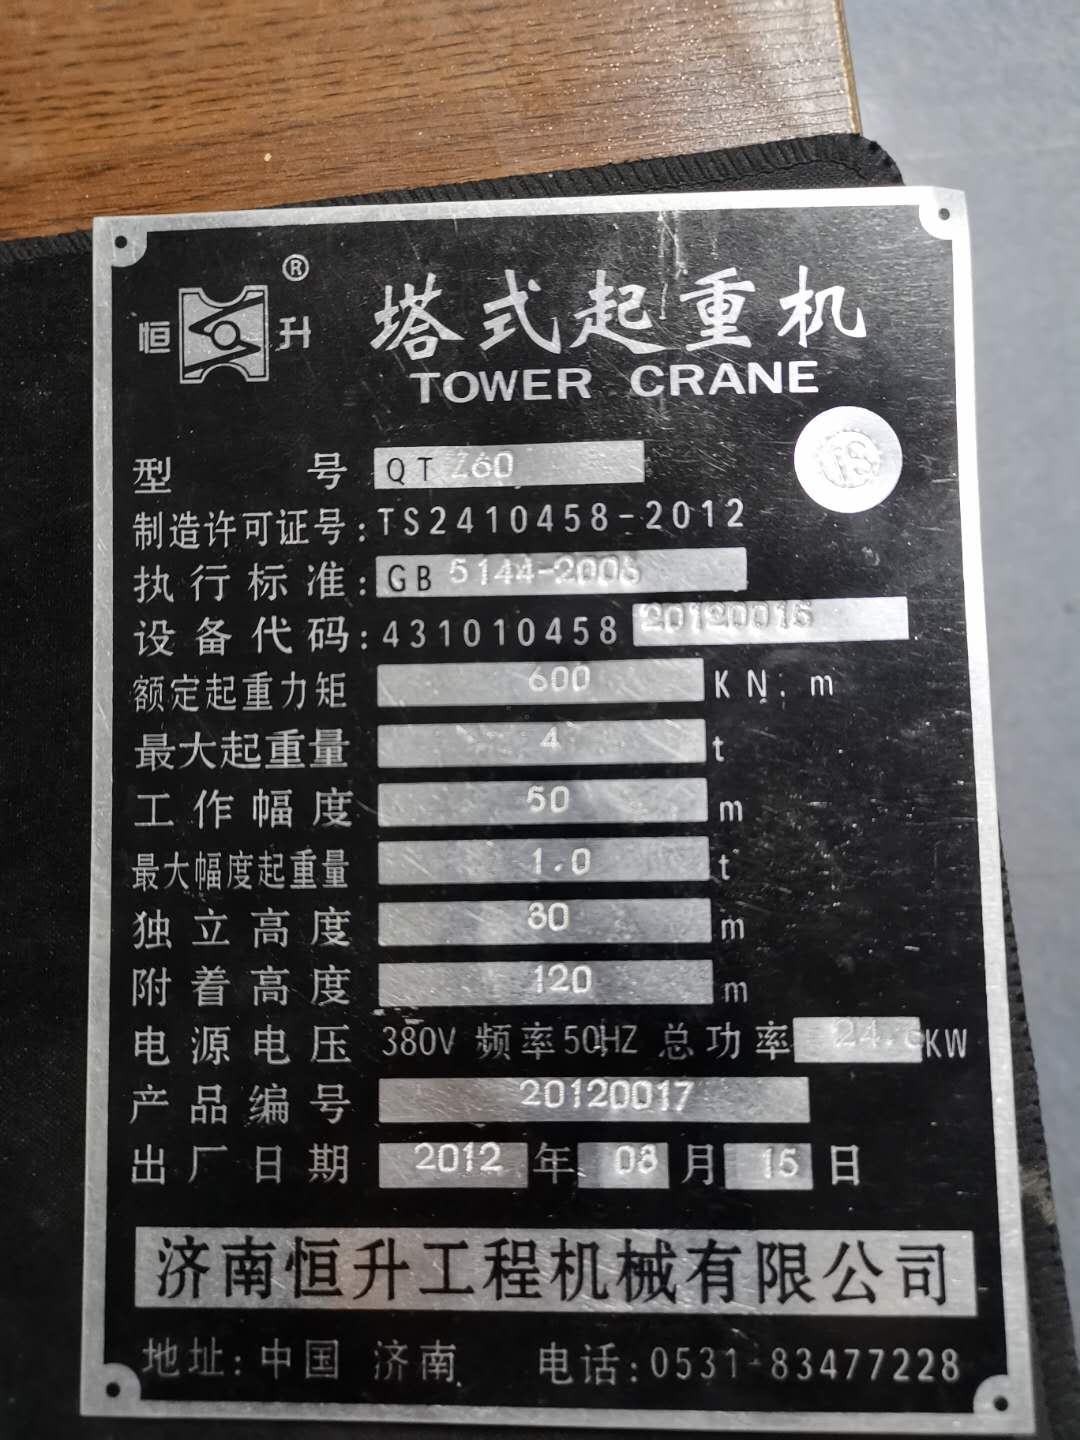 恒 升 ®
塔式起重机
TOWER CRANE
TS
型 号 QTZ60
制造许可证号:TS2410458-2012
执行标准:GB 5144-2006
设备代码:431010458 20120015
额定起重力矩 600 KN.m
最大起重量 4 t
工作幅度 50 m
最大幅度起重量 1.0 t
独立高度 30 m
附着高度 120 m
电源电压 380V 频率50HZ 总功率 24. KW
产品编号 20120017
出厂日期 2012 年 08 月 15 日
济南恒升工程机械有限公司
地址:中国 济南 电话:0531-83477228